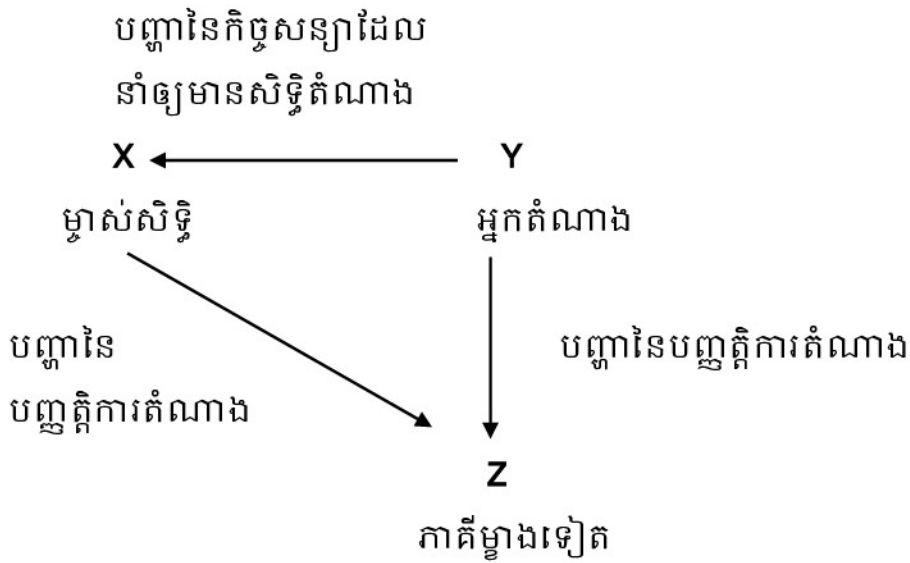 បញ្ហានៃកិច្ចសន្យាដែល
នាំឲ្យមានសិទ្ធិតំណាង
X Y
ម្ចាស់សិទ្ធិ អ្នកតំណាង
បញ្ហានៃ
បញ្ញត្តិការតំណាង
បញ្ហានៃបញ្ញត្តិការតំណាង
Z
ភាគីម្ខាងទៀត